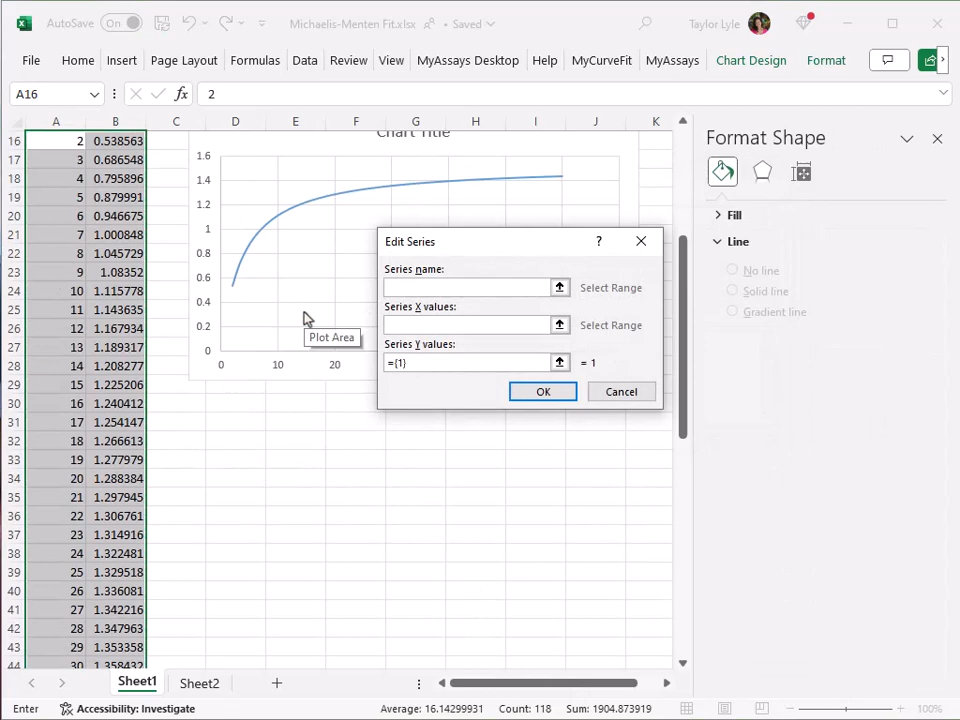 AutoSave On Michaelis-Menten Fit.xlsx • Saved Taylor Lyle
File Home Insert Page Layout Formulas Data Review View MyAssays Desktop Help MyCurveFit MyAssays Chart Design Format
A16 fx 2
A B C D E F G H I J K
16 2 0.538563
17 3 0.686548
18 4 0.795896
19 5 0.879991
20 6 0.946675
21 7 1.000848
22 8 1.045729
23 9 1.08352
24 10 1.115778
25 11 1.143635
26 12 1.167934
27 13 1.189317
28 14 1.208277
29 15 1.225206
30 16 1.240412
31 17 1.254147
32 18 1.266613
33 19 1.277979
34 20 1.288384
35 21 1.297945
36 22 1.306761
37 23 1.314916
38 24 1.322481
39 25 1.329518
40 26 1.336081
41 27 1.342216
42 28 1.347963
43 29 1.353358
44 30 1.358432
Chart Title
1.6
1.4
1.2
1
0.8
0.6
0.4
0.2
0
0 10 20
Plot Area
Edit Series ?
Series name:
Select Range
Series X values:
Select Range
Series Y values:
={1} = 1
OK Cancel
Format Shape
Fill
Line
No line
Solid line
Gradient line
Sheet1 Sheet2
Enter Accessibility: Investigate Average: 16.14299931 Count: 118 Sum: 1904.873919 100%